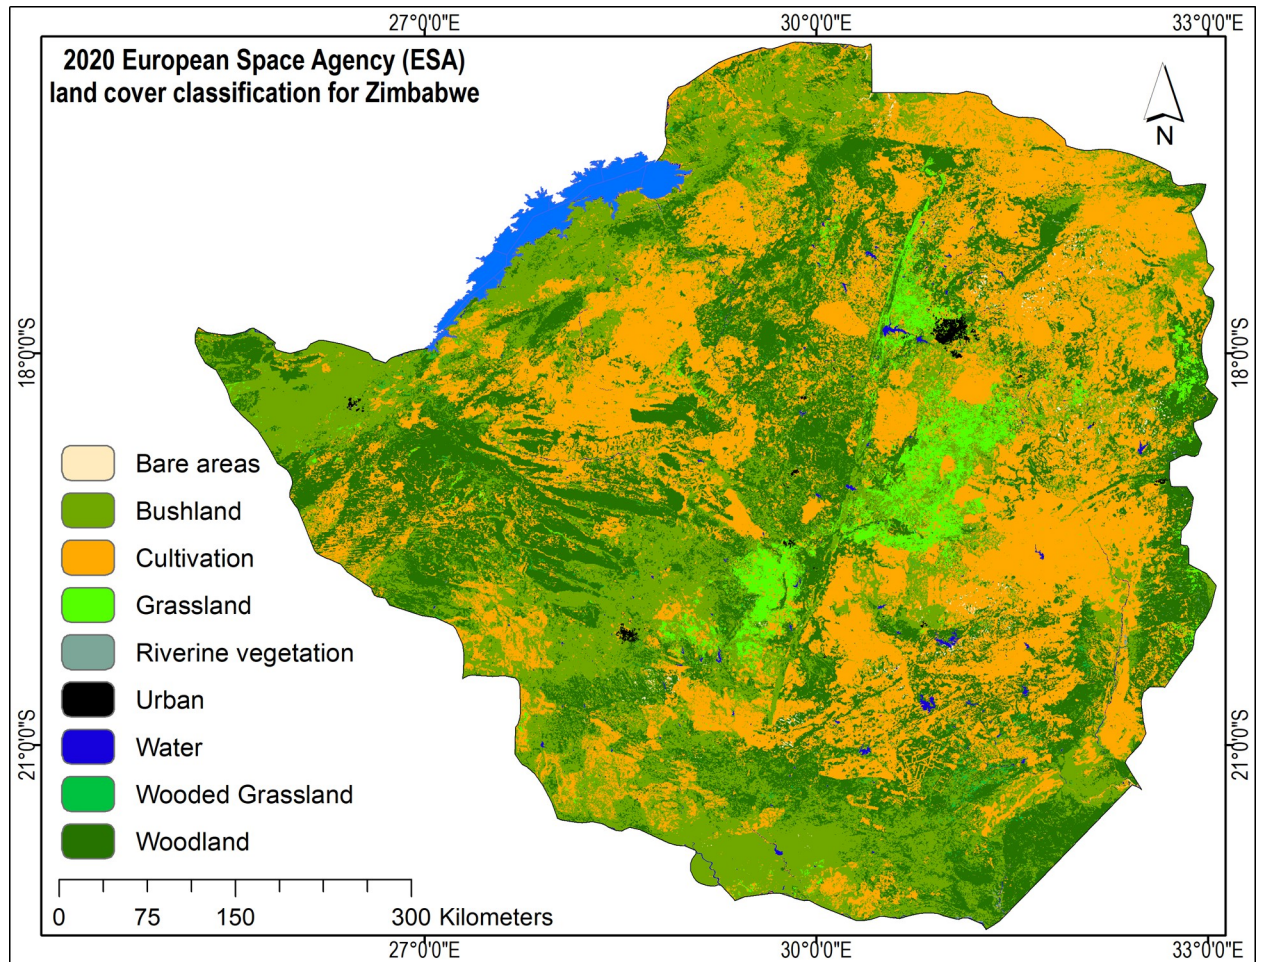 27°0'0"E 30°0'0"E 33°0'0"E
2020 European Space Agency (ESA)
land cover classification for Zimbabwe
N
18°0'0"S 18°0'0"S
Bare areas
Bushland
Cultivation
Grassland
Riverine vegetation
Urban
Water
Wooded Grassland
Woodland
21°0'0"S 21°0'0"S
0 75 150 300 Kilometers
27°0'0"E 30°0'0"E 33°0'0"E